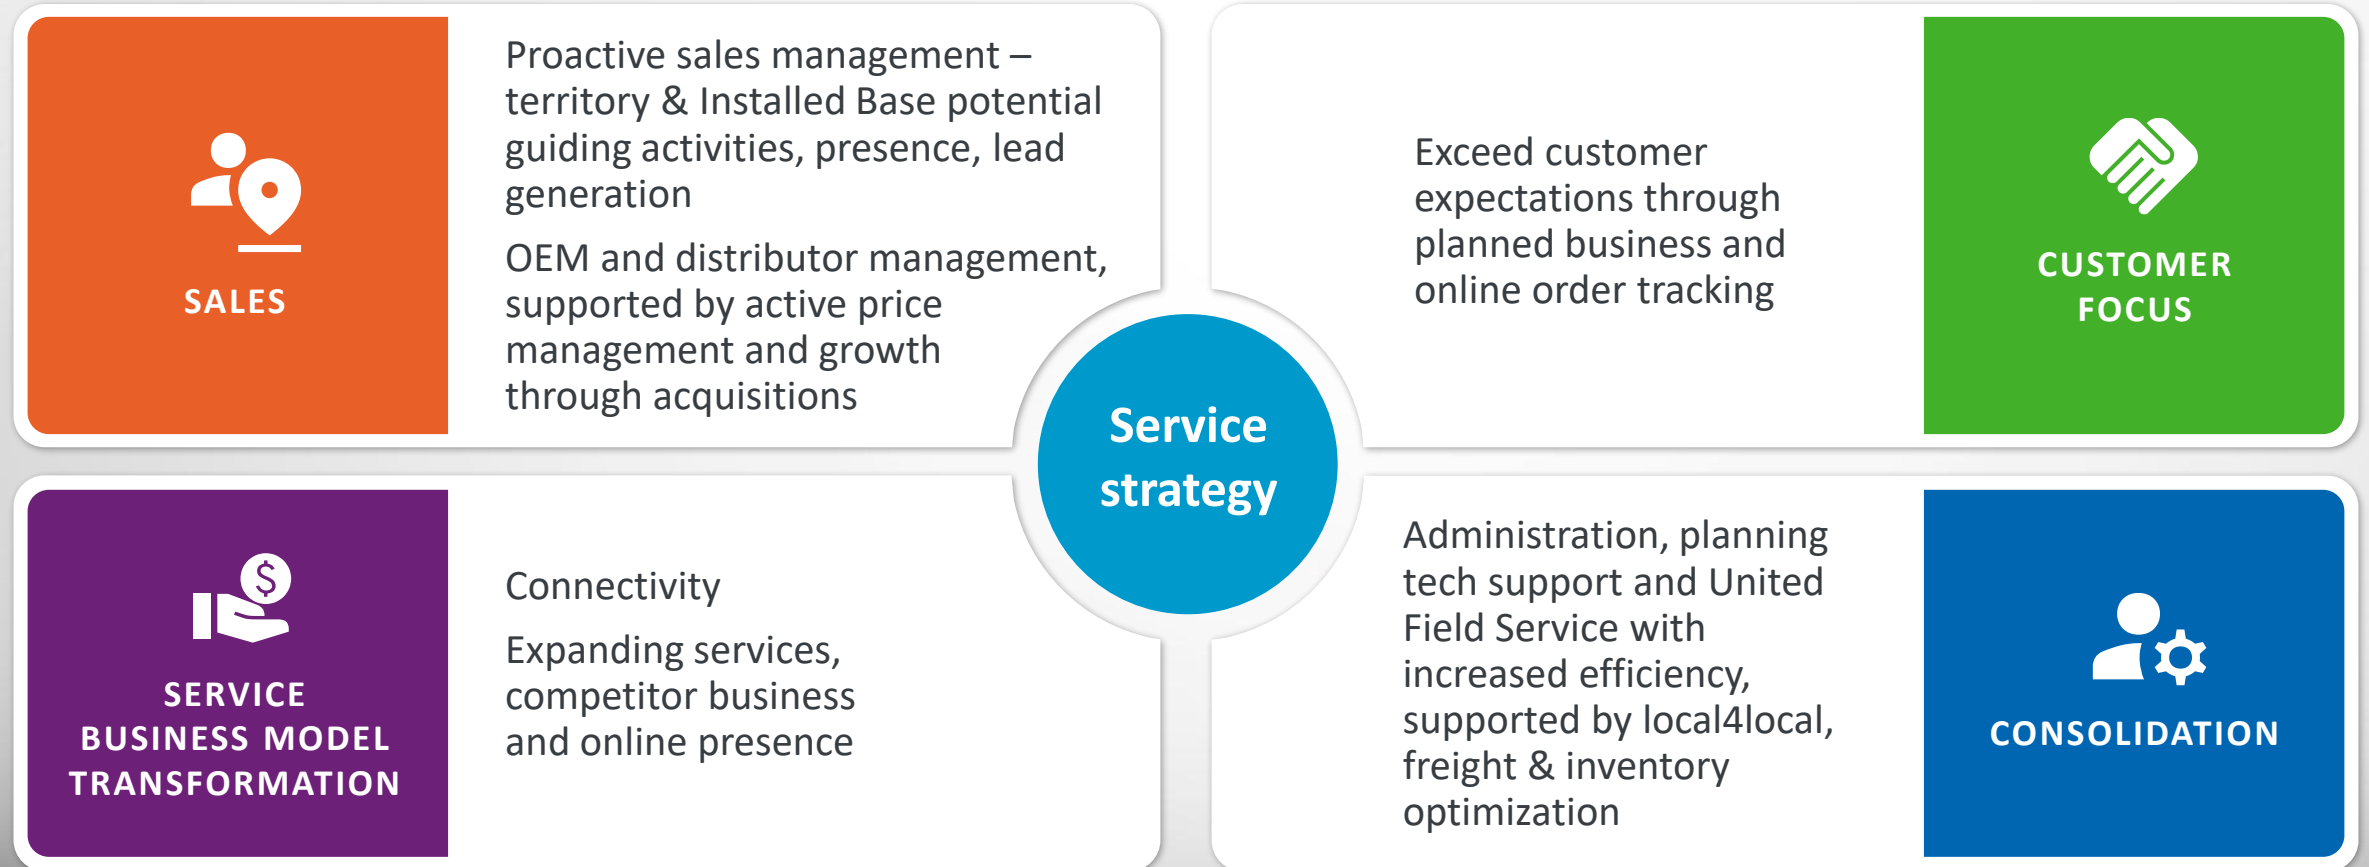 SALES
Proactive sales management –
territory & Installed Base potential
guiding activities, presence, lead
generation
OEM and distributor management,
supported by active price
management and growth
through acquisitions
Exceed customer
expectations through
planned business and
online order tracking
CUSTOMER
FOCUS
Service
strategy
$
SERVICE
BUSINESS MODEL
TRANSFORMATION
Connectivity
Expanding services,
competitor business
and online presence
Administration, planning
tech support and United
Field Service with
increased efficiency,
supported by local4local,
freight & inventory
optimization
CONSOLIDATION